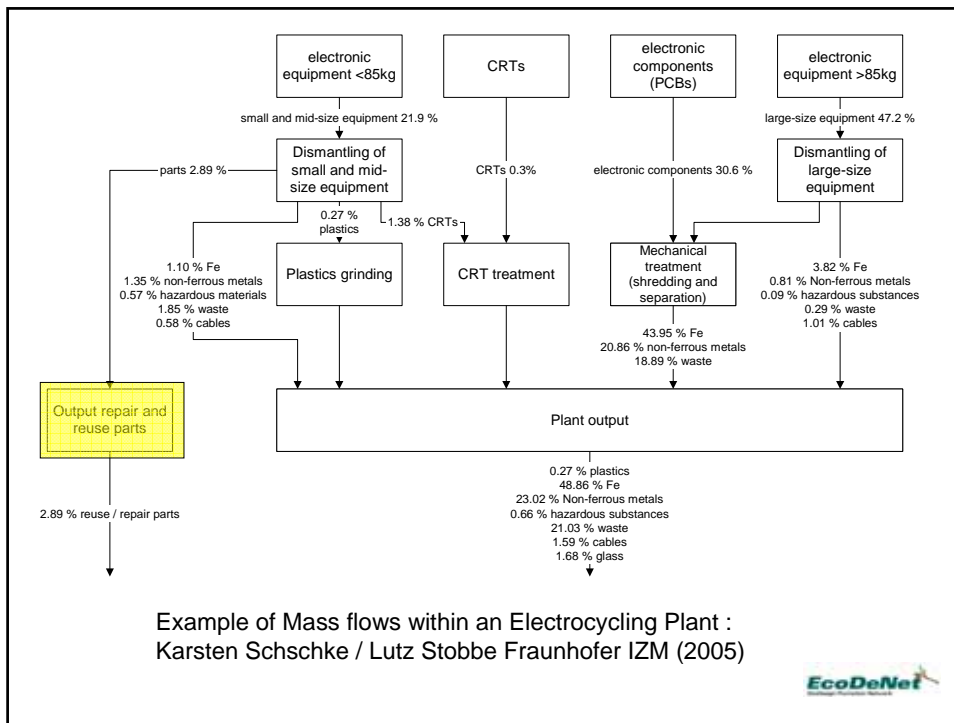 electronic
equipment <85kg
CRTs
electronic
components
(PCBs)
electronic
equipment >85kg
small and mid-size equipment 21.9 %
large-size equipment 47.2 %
parts 2.89 %
Dismantling of
small and mid-
size equipment
CRTs 0.3%
electronic components 30.6 %
Dismantling of
large-size
equipment
0.27 %
plastics
1.38 % CRTs
1.10 % Fe
1.35 % non-ferrous metals
0.57 % hazardous materials
1.85 % waste
0.58 % cables
Plastics grinding
CRT treatment
Mechanical
treatment
(shredding and
separation)
3.82 % Fe
0.81 % Non-ferrous metals
0.09 % hazardous substances
0.29 % waste
1.01 % cables
43.95 % Fe
20.86 % non-ferrous metals
18.89 % waste
Output repair and
reuse parts
Plant output
2.89 % reuse / repair parts
0.27 % plastics
48.86 % Fe
23.02 % Non-ferrous metals
0.66 % hazardous substances
21.03 % waste
1.59 % cables
1.68 % glass
Example of Mass flows within an Electrocycling Plant :
Karsten Schschke / Lutz Stobbe Fraunhofer IZM (2005)
EcoDeNet